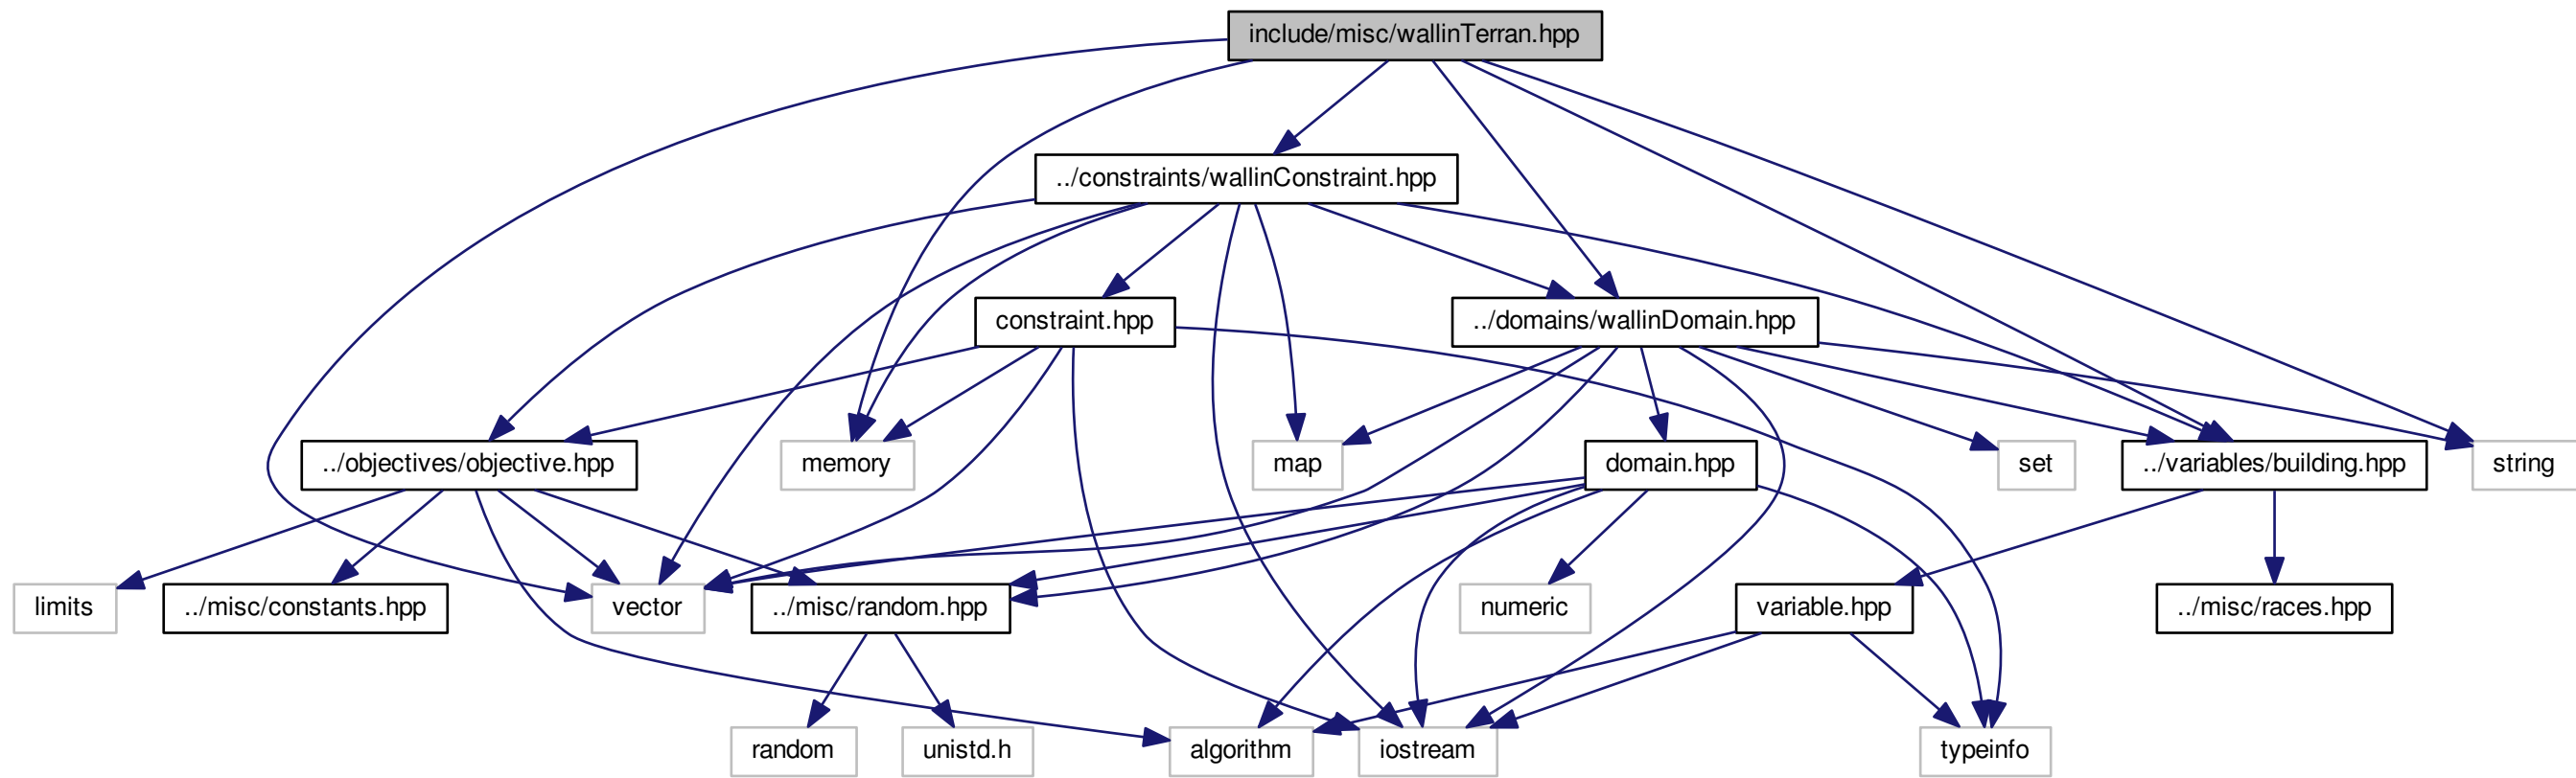 include/misc/wallinTerran.hpp
../constraints/wallinConstraint.hpp
constraint.hpp
../domains/wallinDomain.hpp
../objectives/objective.hpp
memory
map
domain.hpp
set
../variables/building.hpp
string
limits
../misc/constants.hpp
vector
../misc/random.hpp
numeric
variable.hpp
../misc/races.hpp
random
unistd.h
algorithm
iostream
typeinfo